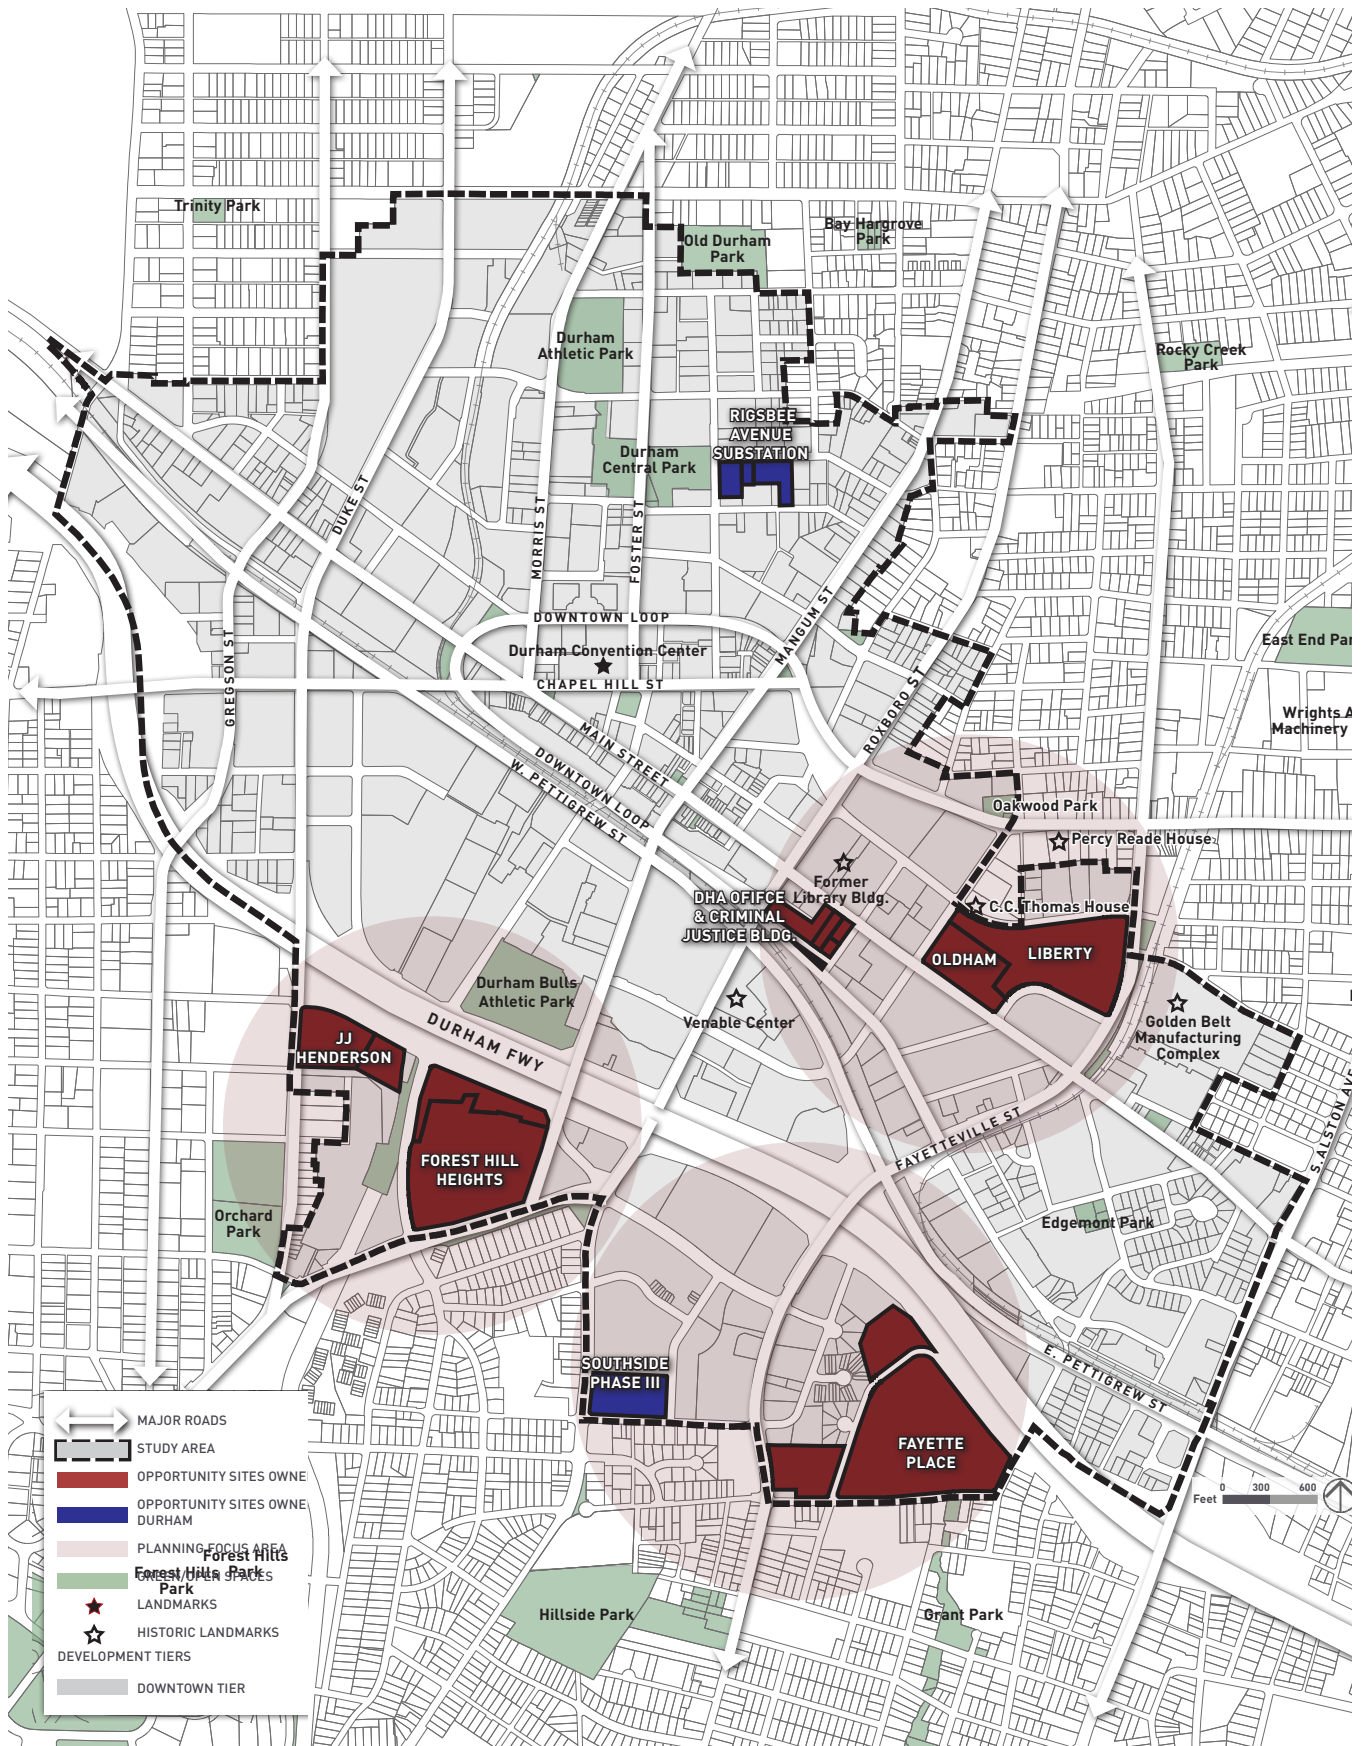 Trinity Park
Old Durham
Park
Bay Hargrove
Park
Durham
Athletic Park
Rocky Creek
Park
RIGSBEE
AVENUE
SUBSTATION
Durham
Central Park
DUKE ST
MORRIS ST
FOSTER ST
MANGUM ST
GREGSON ST
DOWNTOWN LOOP
Durham Convention Center
CHAPEL HILL ST
East End Par
ROXBORO ST
Wrights A
Machinery
MAIN STREET
DOWNTOWN LOOP
W. PETTIGREW ST
Oakwood Park
Percy Reade House
Former
Library Bldg.
DHA OFIFCE
& CRIMINAL
JUSTICE BLDG.
C.C. Thomas House
OLDHAM
LIBERTY
Durham Bulls
Athletic Park
Venable Center
Golden Belt
Manufacturing
Complex
DURHAM FWY
JJ
HENDERSON
S. ALSTON AVE
FAYETTEVILLE ST
FOREST HILL
HEIGHTS
Orchard
Park
Edgemont Park
SOUTHSIDE
PHASE III
E. PETTIGREW ST
FAYETTE
PLACE
MAJOR ROADS
STUDY AREA
OPPORTUNITY SITES OWNE
OPPORTUNITY SITES OWNE
DURHAM
PLANNING FOCUS AREA
Forest Hills
Park
Forest Hills
Park
GREEN/OPEN SPACES
LANDMARKS
HISTORIC LANDMARKS
DEVELOPMENT TIERS
DOWNTOWN TIER
0 300 600
Feet
Hillside Park
Grant Park